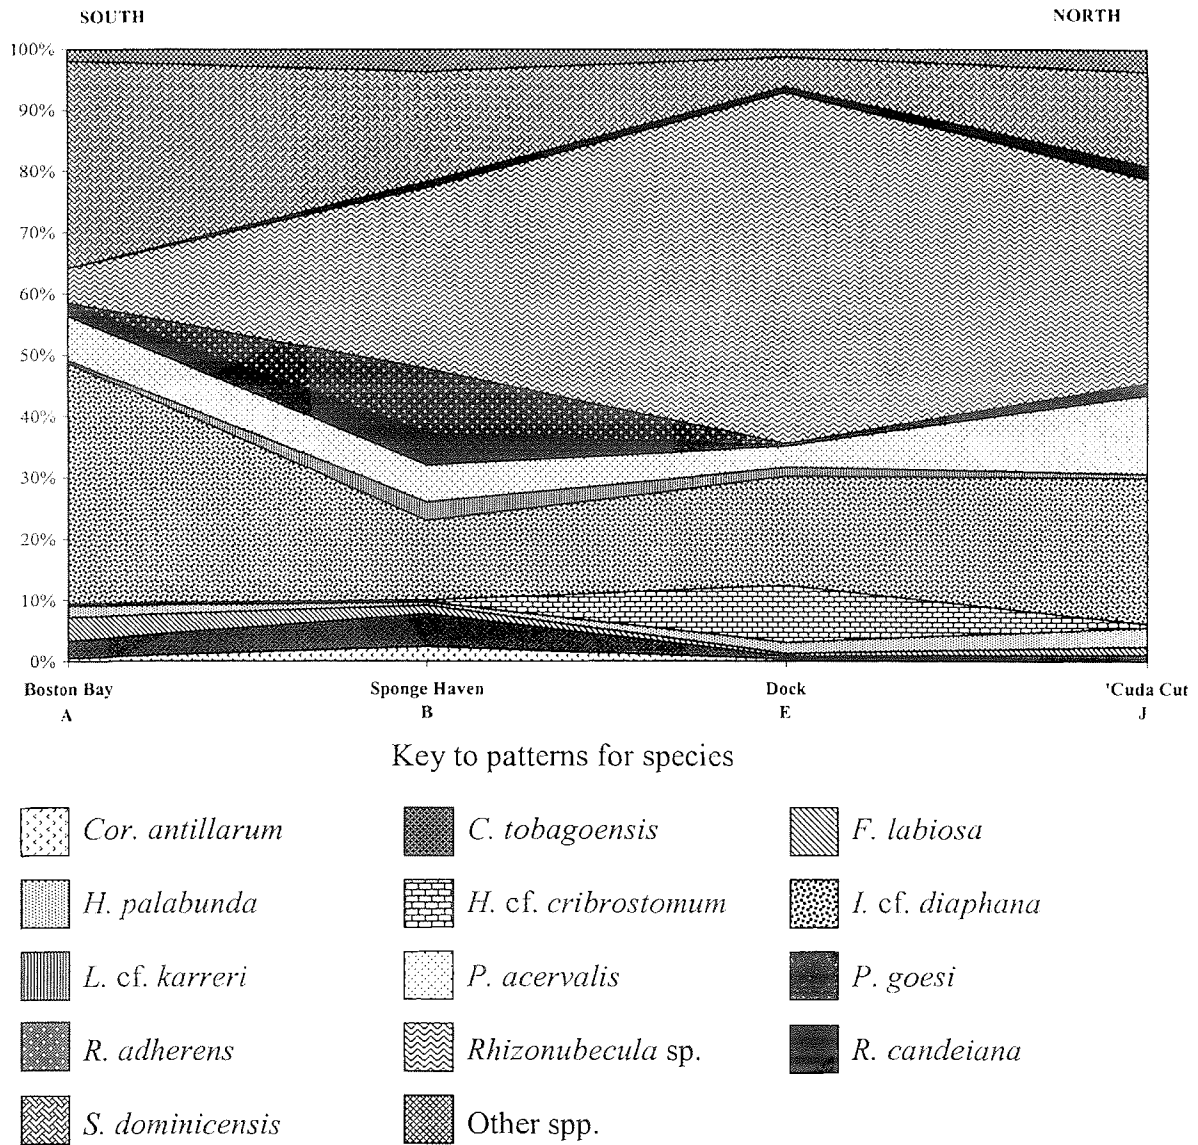 SOUTH NORTH
100%
90%
80%
70%
60%
50%
40%
30%
20%
10%
0%
Boston Bay Sponge Haven Dock 'Cuda Cut
A B E J
Key to patterns for species
Cor. antillarum C. tobagoensis F. labiosa
H. palabunda H. cf. cribrostomum I. cf. diaphana
L. cf. karreri P. acervalis P. goesi
R. adherens Rhizonubecula sp. R. candeiana
S. dominicensis Other spp.